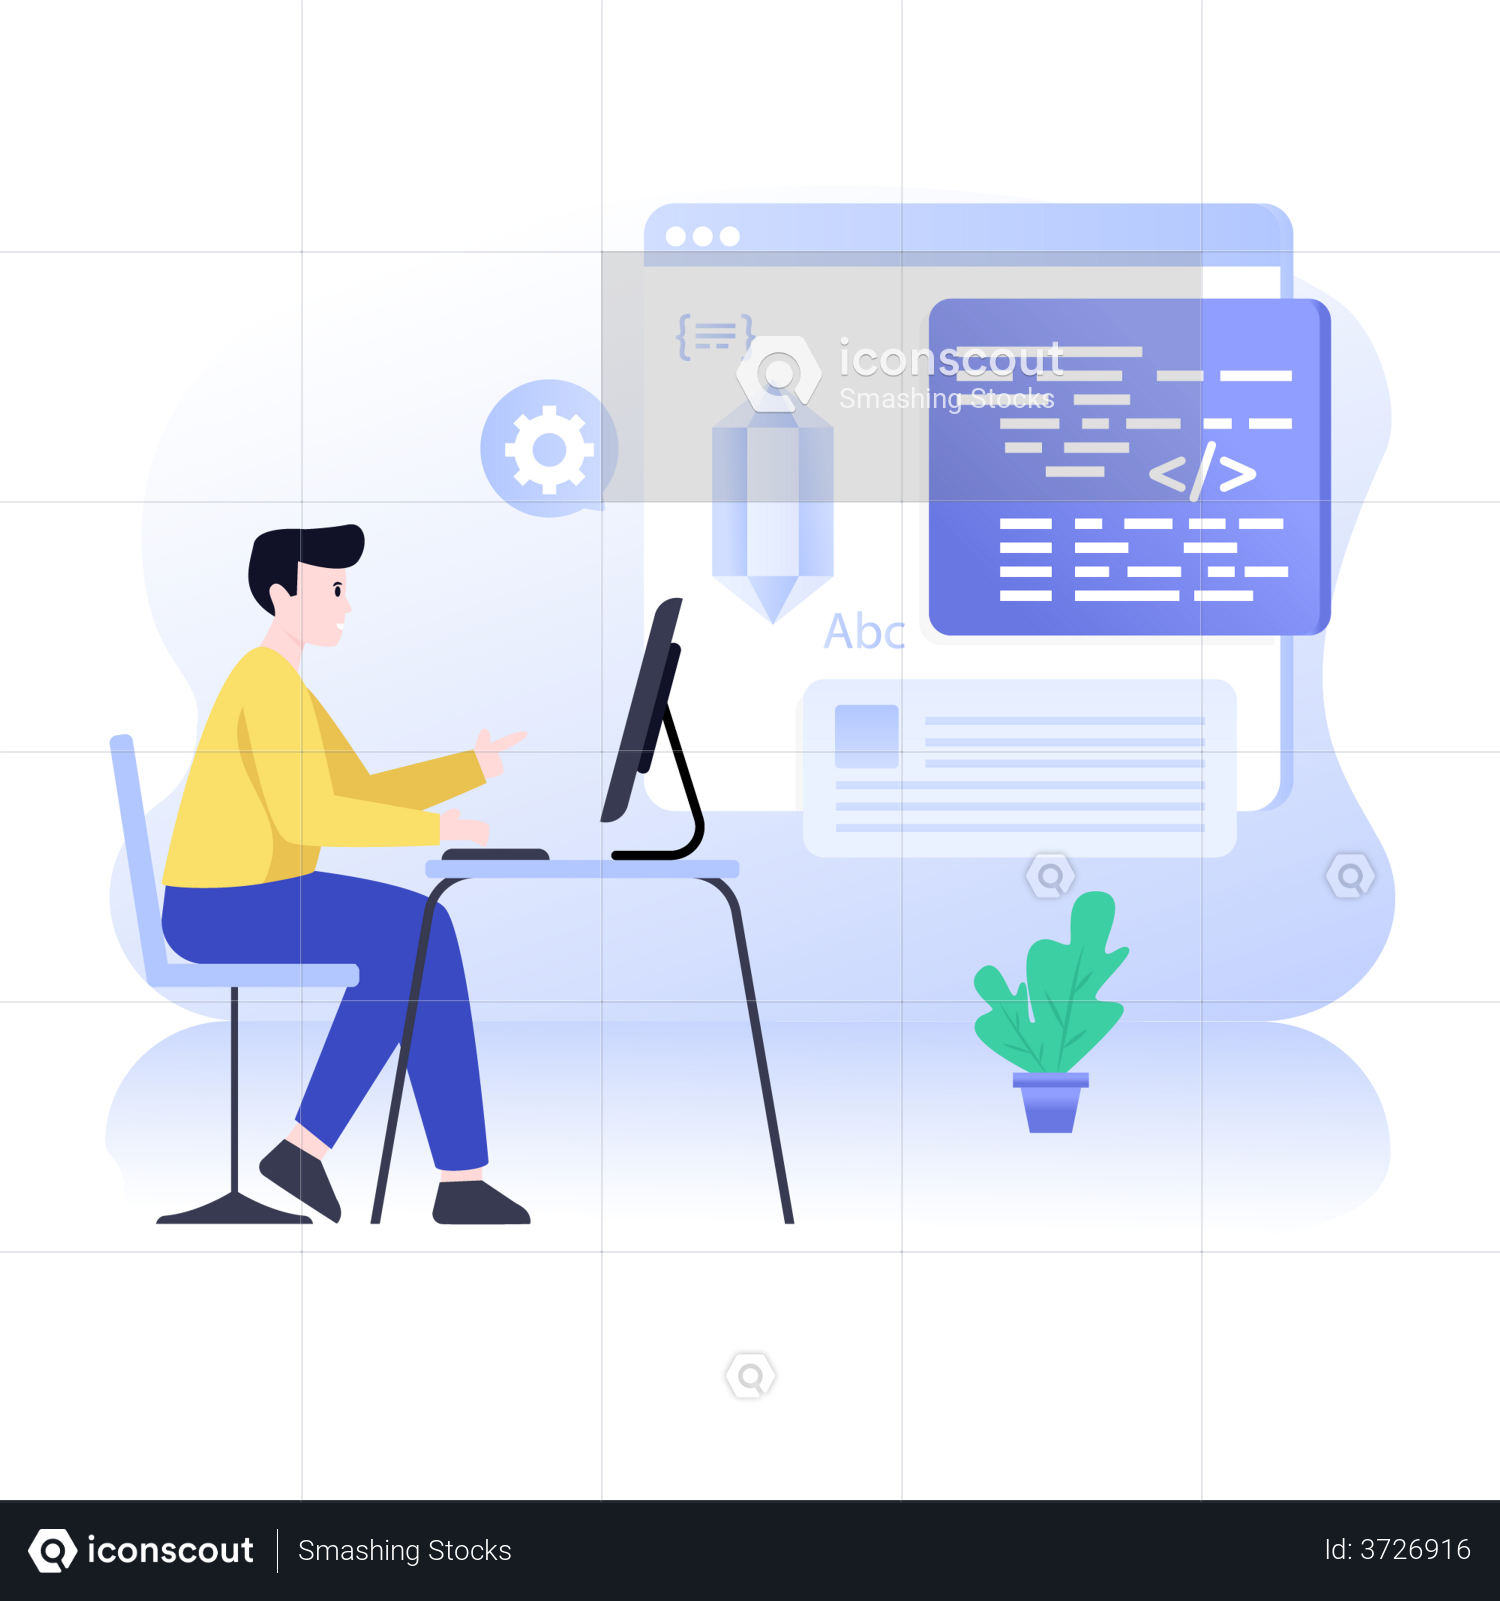 { }
iconscout
Smashing Stocks
</>
Abc
iconscout
Smashing Stocks
Id: 3726916